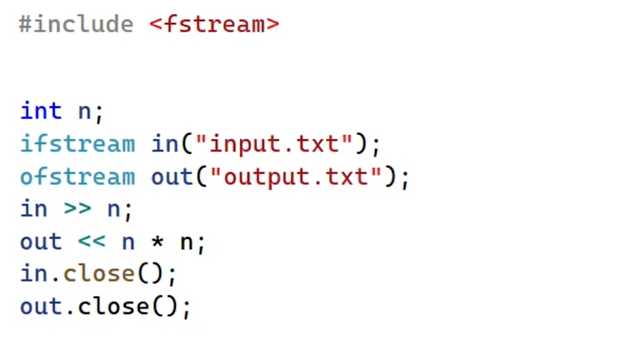 #include <fstream>
int n;
ifstream in("input.txt");
ofstream out("output.txt");
in >> n;
out << n * n;
in.close();
out.close();